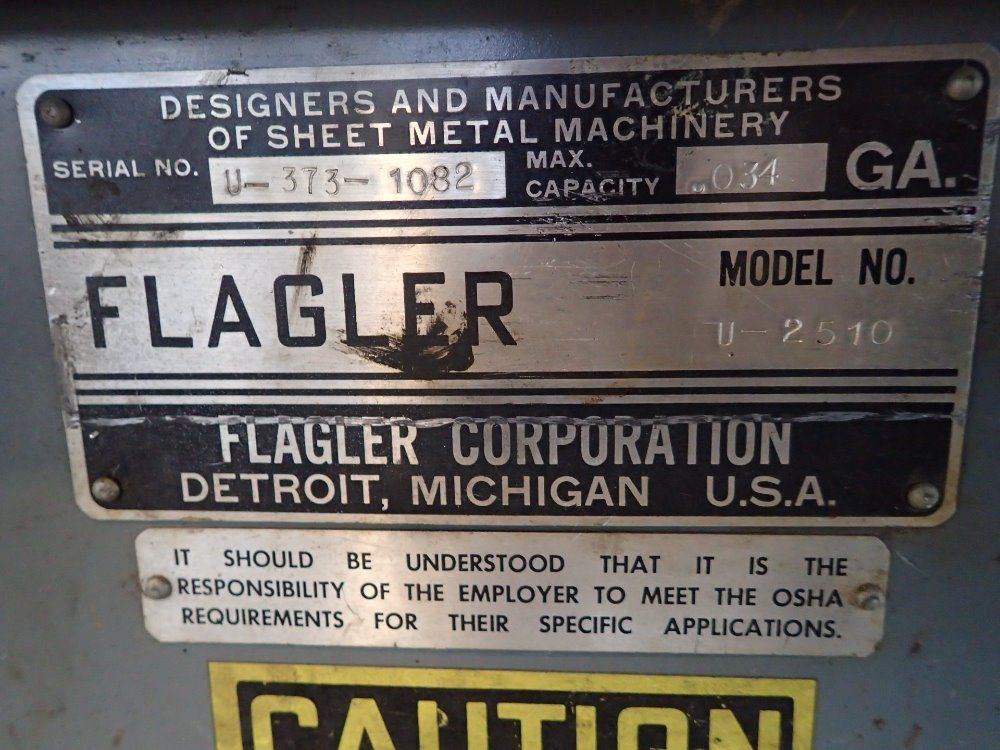 DESIGNERS AND MANUFACTURERS
OF SHEET METAL MACHINERY
SERIAL NO. U-373-1082 MAX. CAPACITY .034 GA.
FLAGLER
MODEL NO.
U-2510
FLAGLER CORPORATION
DETROIT, MICHIGAN U.S.A.
IT SHOULD BE UNDERSTOOD THAT IT IS THE
RESPONSIBILITY OF THE EMPLOYER TO MEET THE OSHA
REQUIREMENTS FOR THEIR SPECIFIC APPLICATIONS.
CAUTION